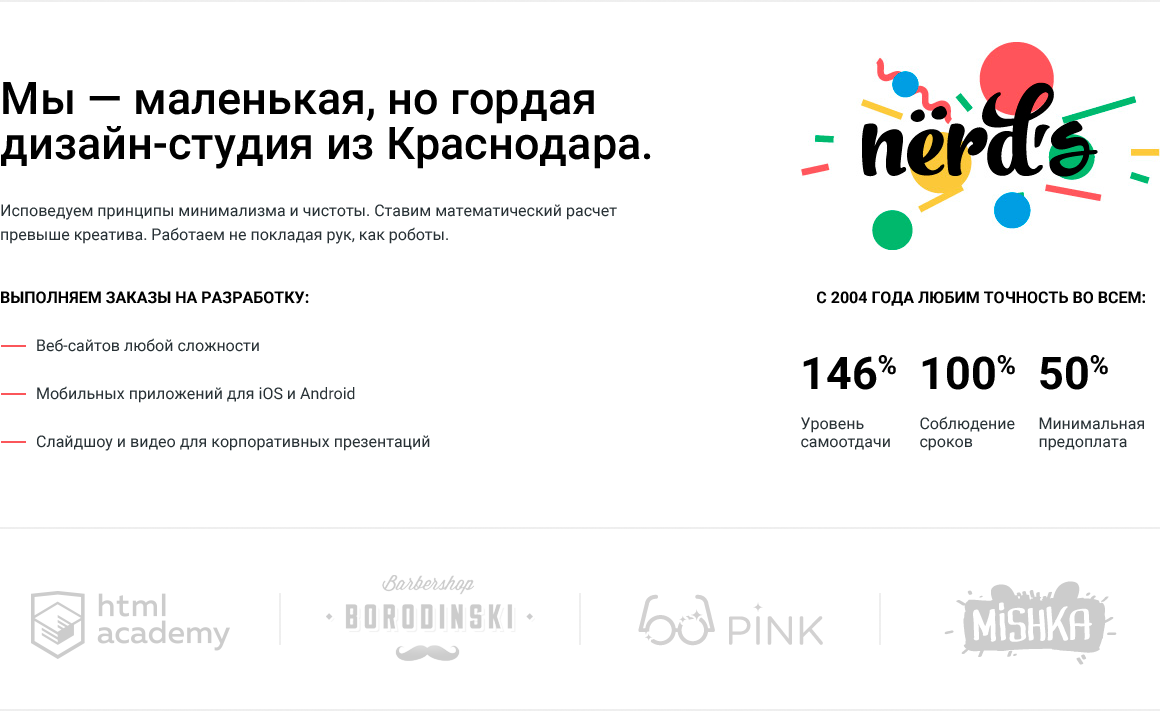 Мы — маленькая, но гордая
дизайн-студия из Краснодара.
nërd's
Исповедуем принципы минимализма и чистоты. Ставим математический расчет
превыше креатива. Работаем не покладая рук, как роботы.
ВЫПОЛНЯЕМ ЗАКАЗЫ НА РАЗРАБОТКУ:
Веб-сайтов любой сложности
Мобильных приложений для iOS и Android
Слайдшоу и видео для корпоративных презентаций
С 2004 ГОДА ЛЮБИМ ТОЧНОСТЬ ВО ВСЕМ:
146% 100% 50%
Уровень Соблюдение Минимальная
самоотдачи сроков предоплата
html
academy
Barbershop
BORODINSKI
PINK
MiSHKA